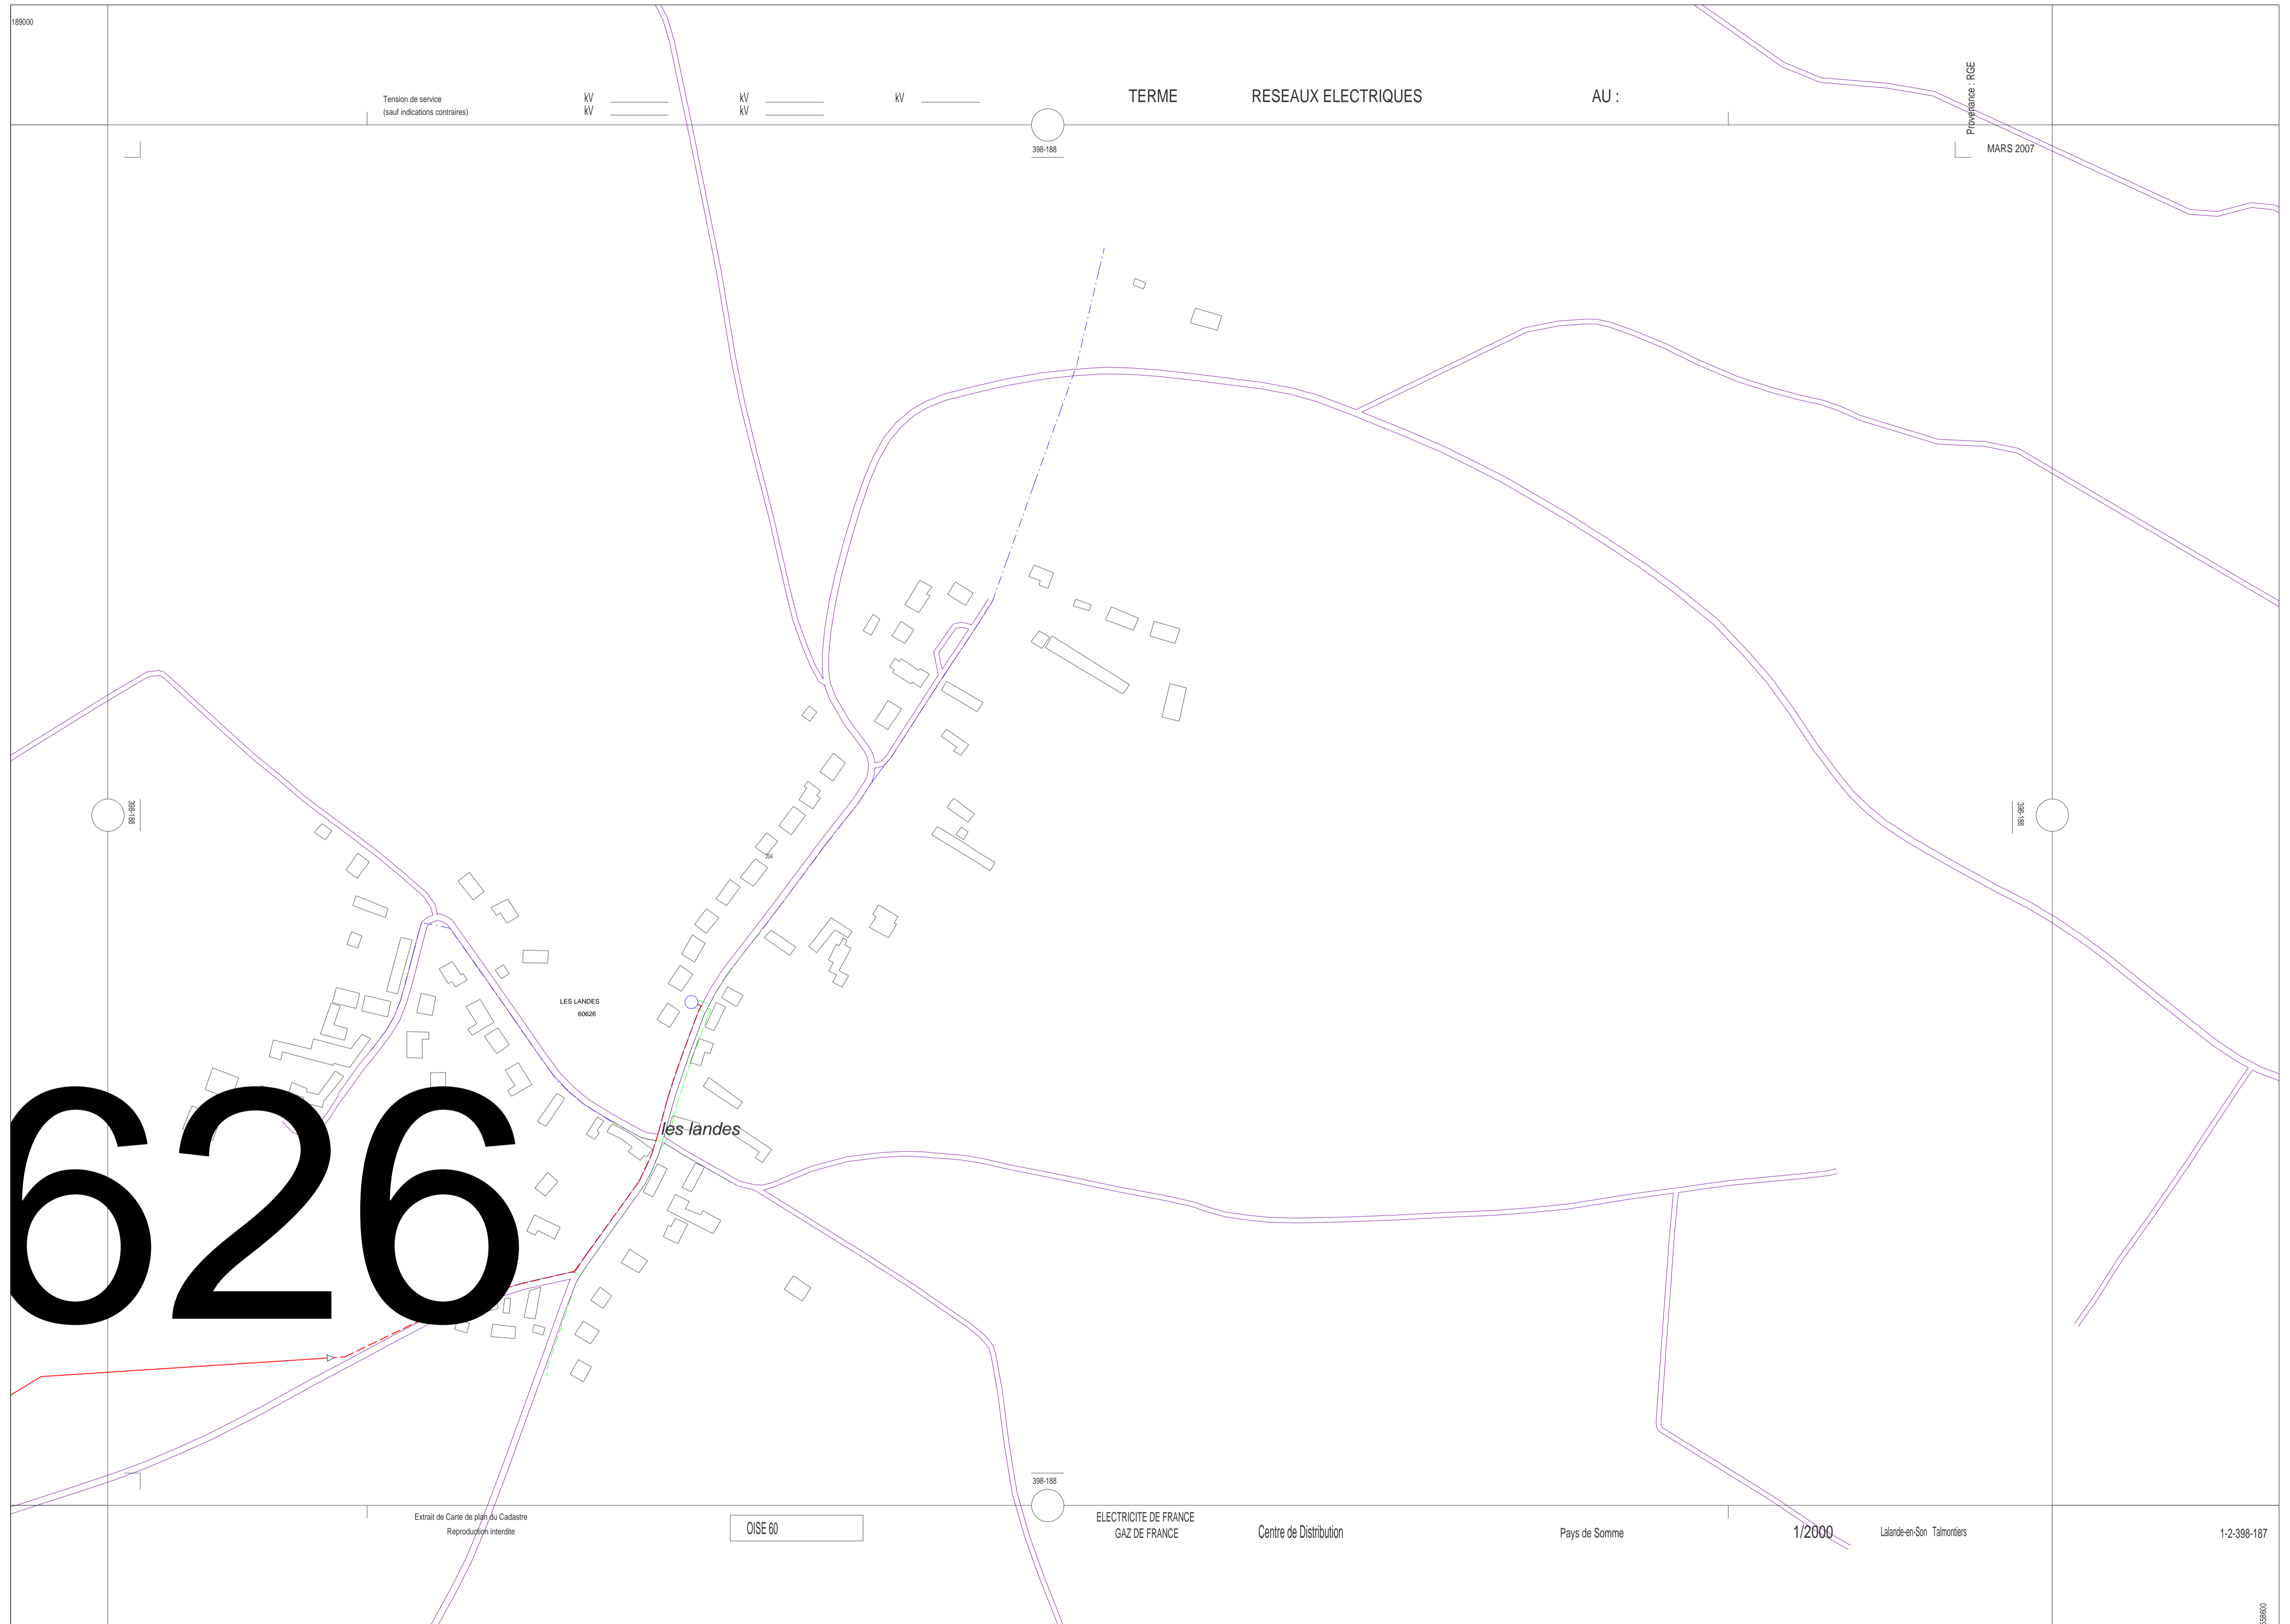 189000
Tension de service
(sauf indications contraires)
kV
kV
kV
kV
kV
TERME RESEAUX ELECTRIQUES AU :
Provenance : RGE
MARS 2007
398-188
398-188
398-188
204
LES LANDES
60626
les landes
626
398-188
Extrait de Carte de plan du Cadastre
Reproduction interdite
OISE 60
ELECTRICITE DE FRANCE
GAZ DE FRANCE
Centre de Distribution
Pays de Somme
1/2000
Lalande-en-Son Talmontiers
1-2-398-187
558600